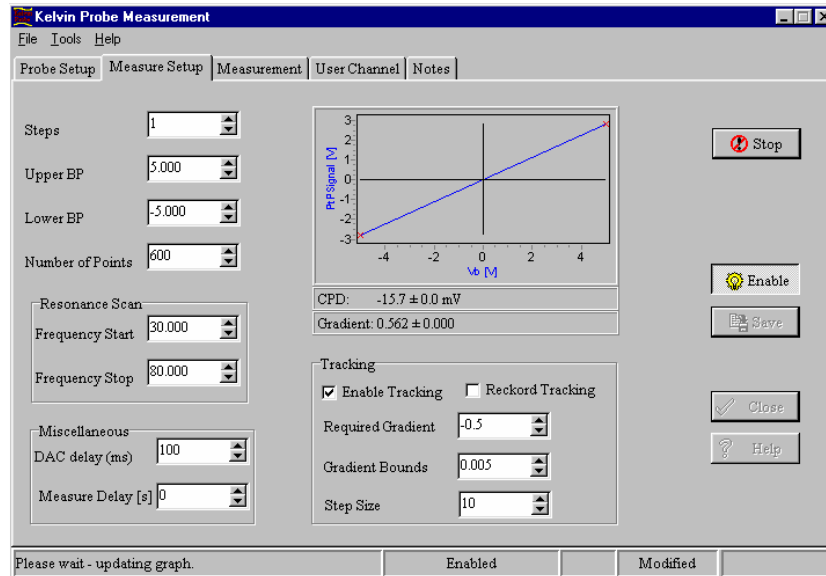 Kelvin Probe Measurement
File Tools Help
Probe Setup Measure Setup Measurement User Channel Notes
Steps 1
Upper BP 5.000
Lower BP -5.000
Number of Points 600
Resonance Scan
Frequency Start 30.000
Frequency Stop 80.000
Miscellaneous
DAC delay (ms) 100
Measure Delay [s] 0
PtPSignal [V]
3
2
1
0
-1
-2
-3
-4 -2 0 2 4
Vb [V]
CPD: -15.7 ± 0.0 mV
Gradient: 0.562 ± 0.000
Tracking
Enable Tracking Reckord Tracking
Required Gradient -0.5
Gradient Bounds 0.005
Step Size 10
Stop
Enable
Save
Close
Help
Please wait - updating graph. Enabled Modified